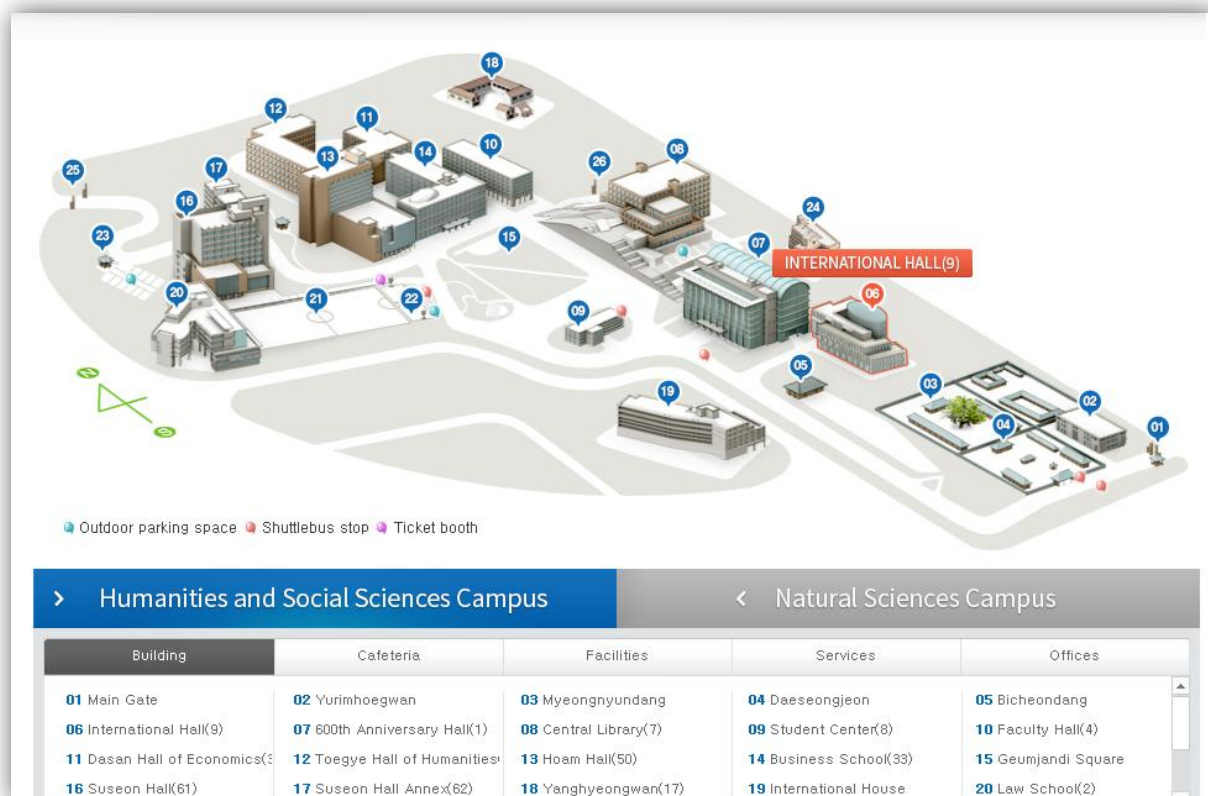 18
12
11
13
14
10
17
26
08
25
16
24
23
15
07
INTERNATIONAL HALL(9)
20
21
22
09
06
05
N
S
19
03
02
04
01
Outdoor parking space Shuttlebus stop Ticket booth
> Humanities and Social Sciences Campus < Natural Sciences Campus
Building Cafeteria Facilities Services Offices
01 Main Gate 02 Yurimhoegwan 03 Myeongnyundang 04 Daeseongjeon 05 Bicheondang
06 International Hall(9) 07 600th Anniversary Hall(1) 08 Central Library(7) 09 Student Center(8) 10 Faculty Hall(4)
11 Dasan Hall of Economics(3 12 Toegye Hall of Humanities( 13 Hoam Hall(50) 14 Business School(33) 15 Geumjandi Square
16 Suseon Hall(61) 17 Suseon Hall Annex(62) 18 Yanghyeongwan(17) 19 International House 20 Law School(2)